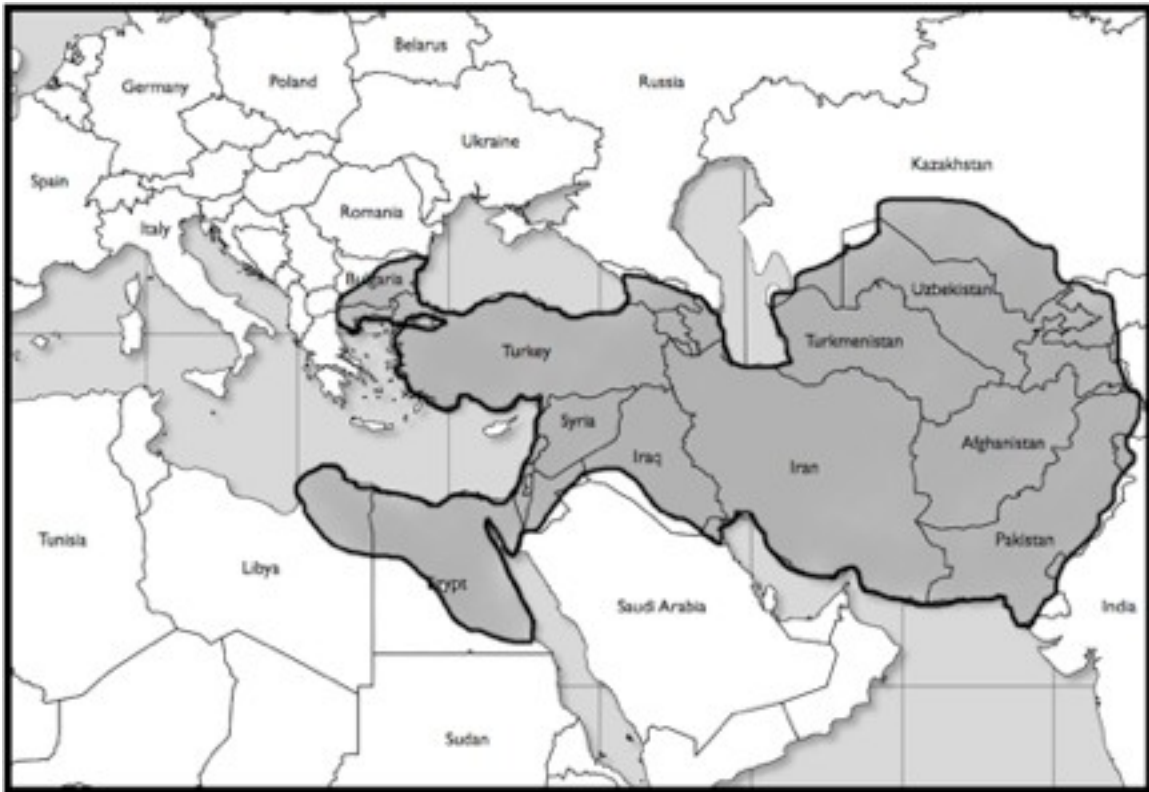 Belarus
Germany
Poland
Russia
Ukraine
Kazakhstan
Spain
Romania
Italy
Bulgaria
Uzbekistan
Turkey
Turkmenistan
Syria
Afghanistan
Iraq
Iran
Tunisia
Pakistan
Libya
Egypt
Saudi Arabia
India
Sudan